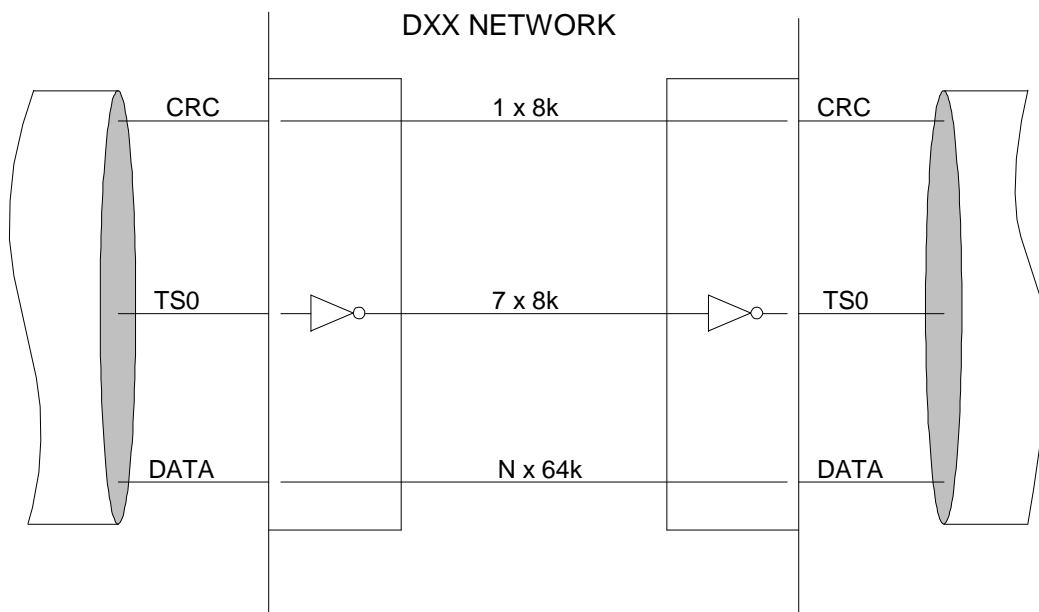 DXX NETWORK
CRC 1 x 8k CRC
TS0 7 x 8k TS0
DATA N x 64k DATA